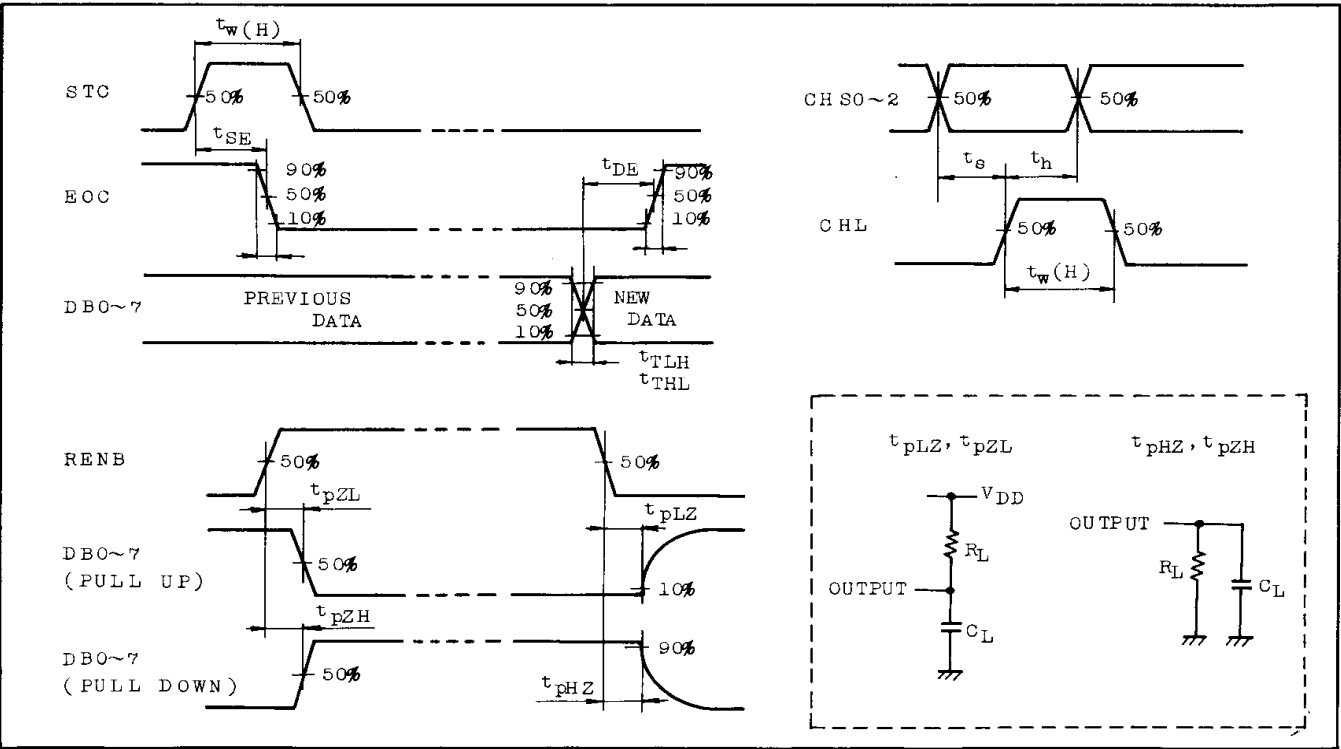 tw(H)
STC
50%
50%
tSE
EOC
90%
50%
10%
tDE
90%
50%
10%
DB0~7
PREVIOUS
DATA
90%
50%
10%
NEW
DATA
tTLH
tTHL
RENB
50%
50%
tpZL
tpLZ
DB0~7
(PULL UP)
50%
10%
tpZH
DB0~7
(PULL DOWN)
50%
90%
tpHZ
CHS0~2
50%
50%
ts
th
CHL
50%
50%
tw(H)
tpLZ, tpZL
VDD
RL
OUTPUT
CL
tpHZ, tpZH
OUTPUT
RL
CL